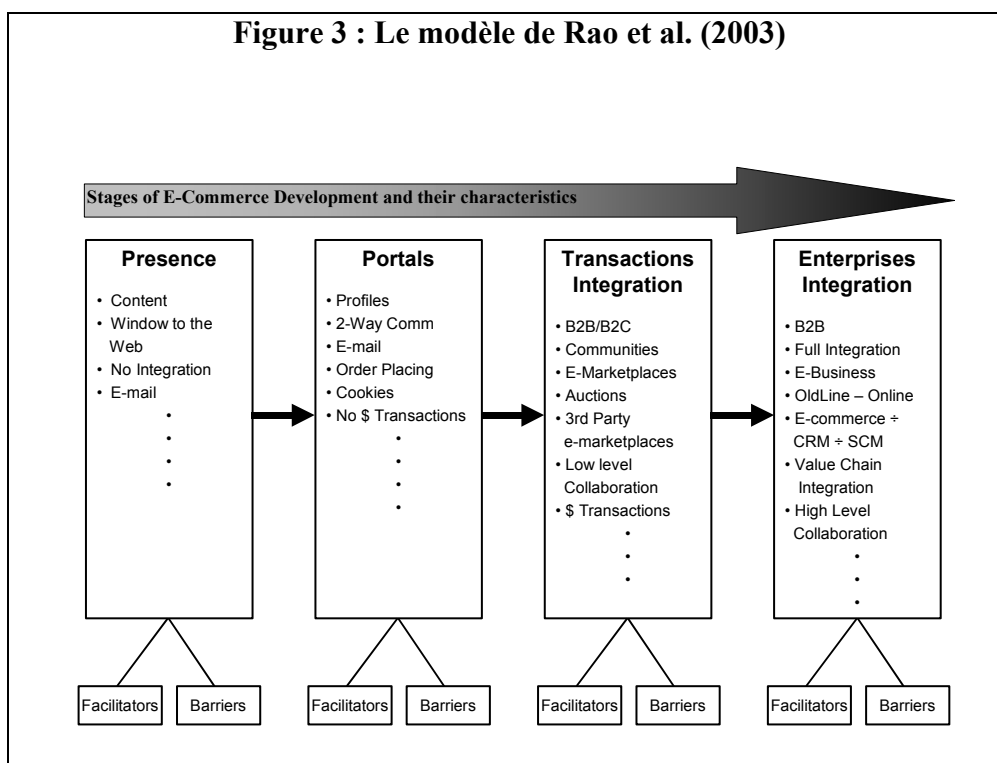 Figure 3 : Le modèle de Rao et al. (2003)
Stages of E-Commerce Development and their characteristics
Presence
• Content
• Window to the
Web
• No Integration
• E-mail
Portals
• Profiles
• 2-Way Comm
• E-mail
• Order Placing
• Cookies
• No $ Transactions
Transactions
Integration
• B2B/B2C
• Communities
• E-Marketplaces
• Auctions
• 3rd Party
e-marketplaces
• Low level
Collaboration
• $ Transactions
Enterprises
Integration
• B2B
• Full Integration
• E-Business
• OldLine – Online
• E-commerce ÷
CRM ÷ SCM
• Value Chain
Integration
• High Level
Collaboration
Facilitators
Barriers
Facilitators
Barriers
Facilitators
Barriers
Facilitators
Barriers